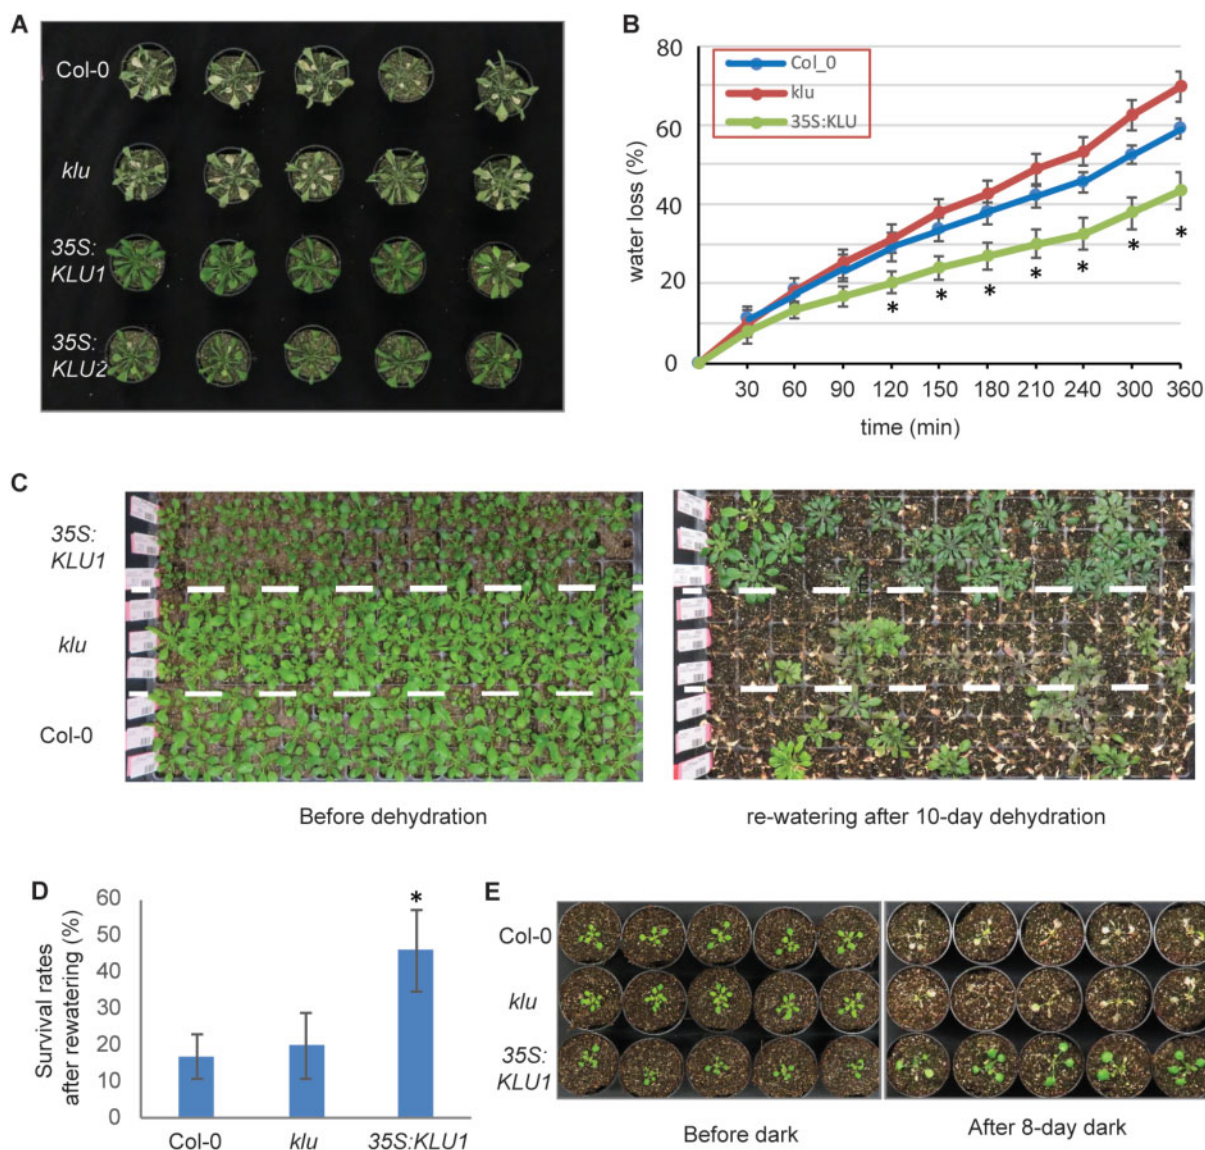 A
Col-0
klu
35S:
KLU1
35S:
KLU2
B
water loss (%)
80
60
40
20
0
Col_0
klu
35S:KLU
*
*
*
*
*
*
*
30
60
90
120
150
180
210
240
300
360
time (min)
C
35S:
KLU1
klu
Col-0
Before dehydration
re-watering after 10-day dehydration
D
Survival rates
after rewatering (%)
60
50
40
30
20
10
0
*
Col-0
klu
35S:KLU1
E
Col-0
klu
35S:
KLU1
Before dark
After 8-day dark